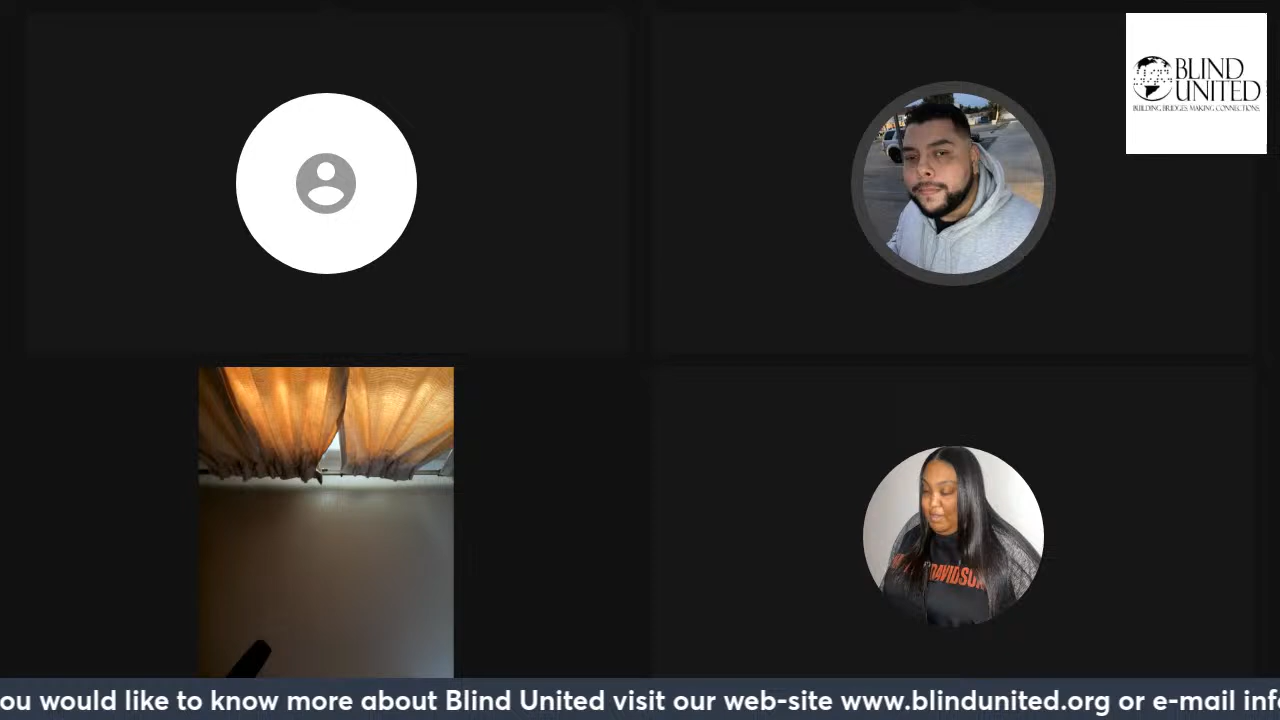 BLIND
UNITED
BUILDING BRIDGES. MAKING CONNECTIONS.
DAVIDSON
ou would like to know more about Blind United visit our web-site www.blindunited.org or e-mail inf